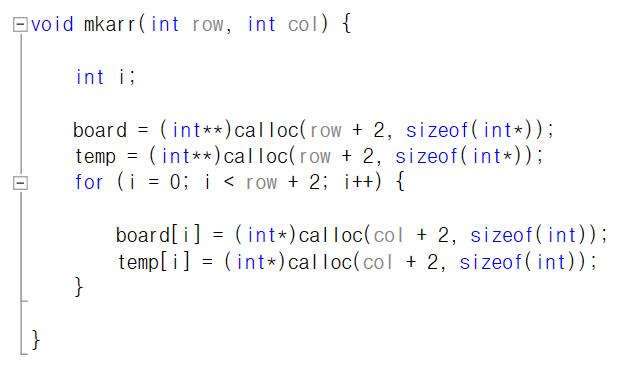 void mkarr(int row, int col) {
int i;
board = (int**)calloc(row + 2, sizeof(int*));
temp = (int**)calloc(row + 2, sizeof(int*));
for (i = 0; i < row + 2; i++) {
board[i] = (int*)calloc(col + 2, sizeof(int));
temp[i] = (int*)calloc(col + 2, sizeof(int));
}
}